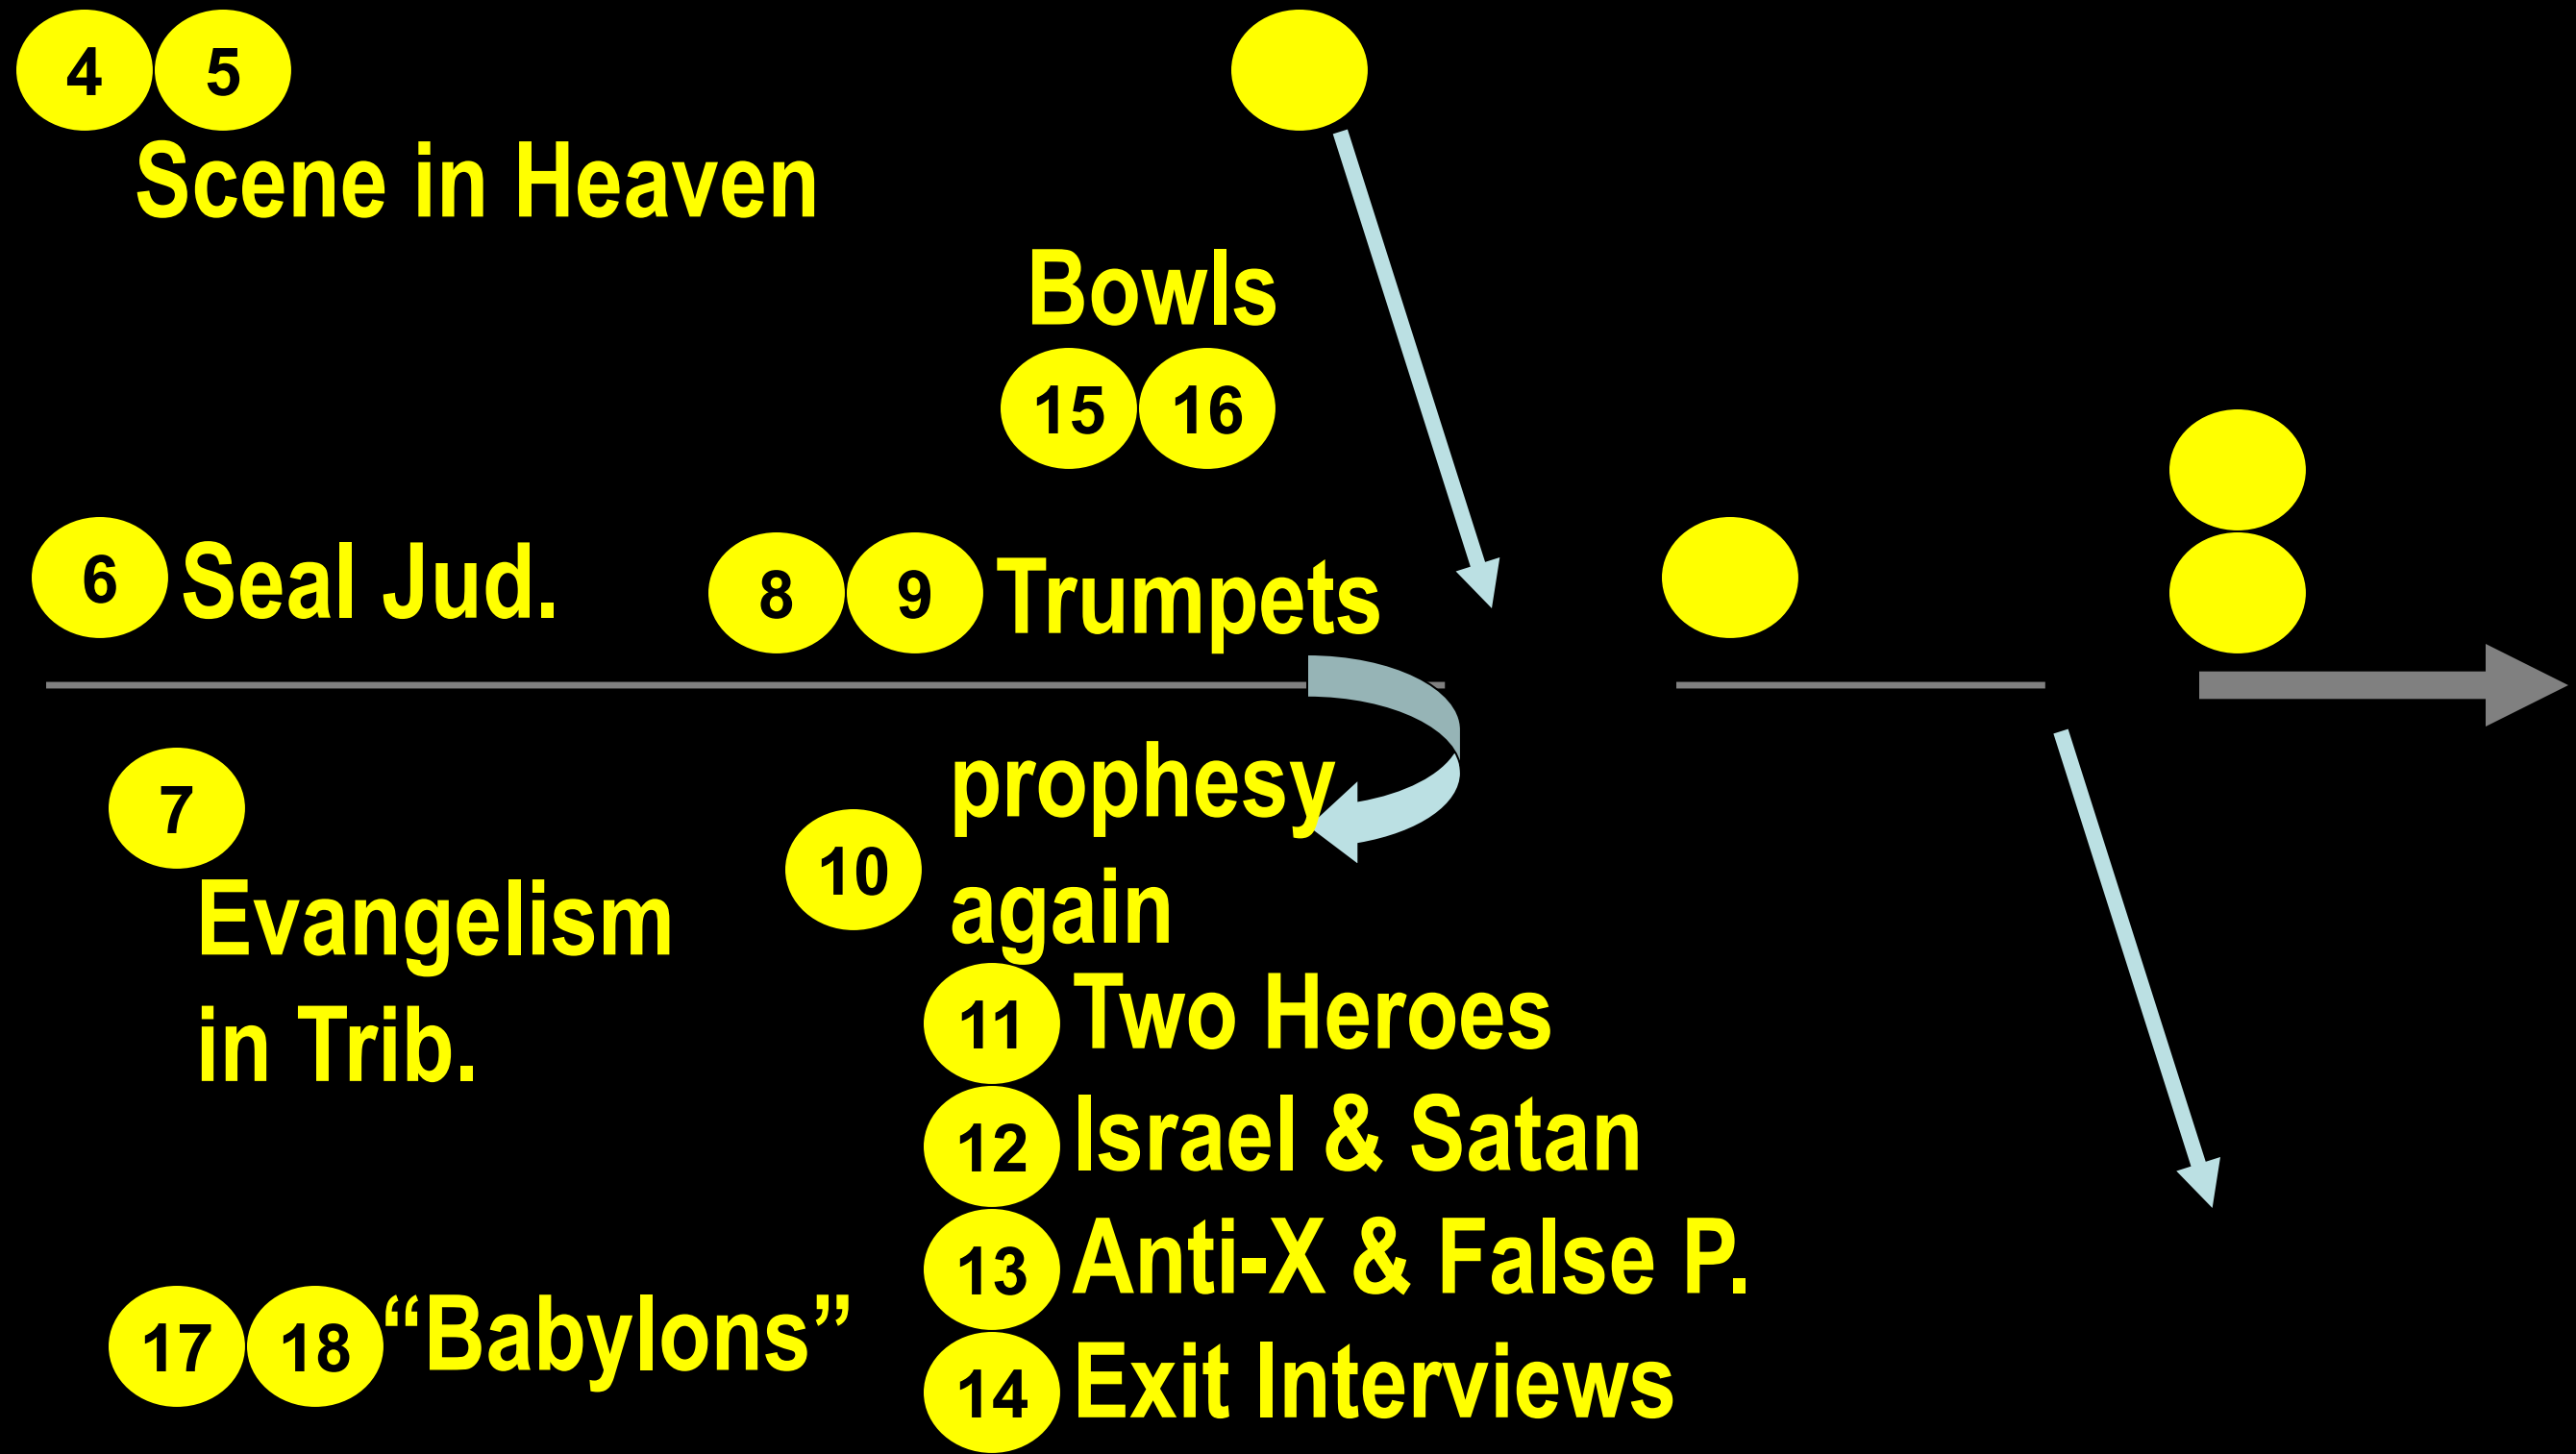 4 5
Scene in Heaven
Bowls
15 16
6 Seal Jud.
8 9 Trumpets
7
Evangelism
in Trib.
10
prophesy
again
11 Two Heroes
12 Israel & Satan
13 Anti-X & False P.
14 Exit Interviews
17 18 “Babylons”